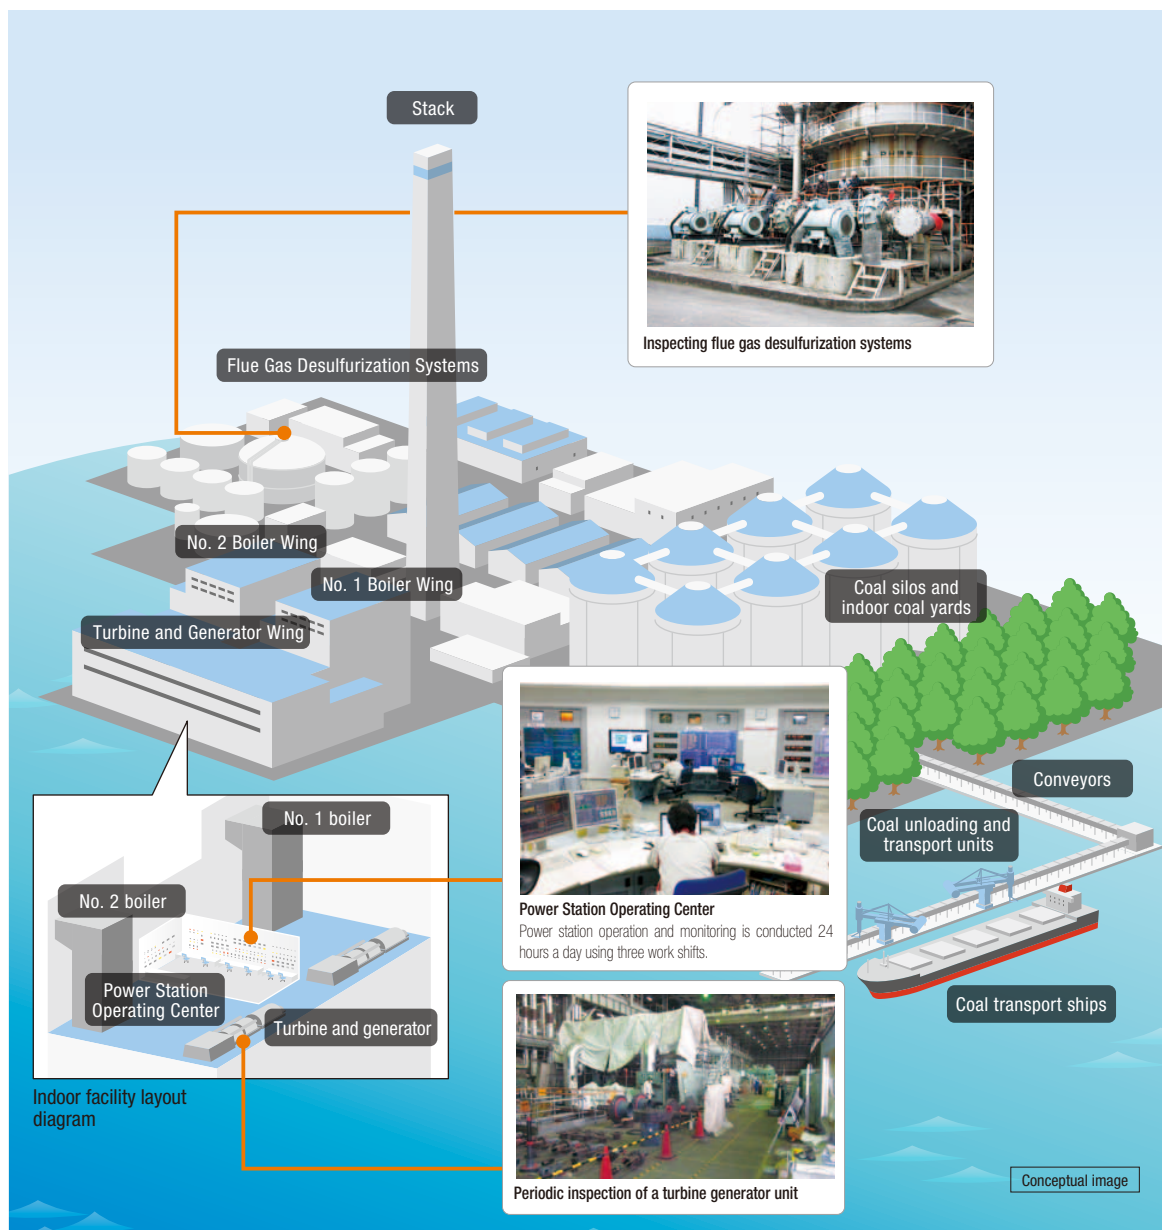 Stack
Inspecting flue gas desulfurization systems
Flue Gas Desulfurization Systems
No. 2 Boiler Wing
No. 1 Boiler Wing
Coal silos and
indoor coal yards
Turbine and Generator Wing
Conveyors
Coal unloading and
transport units
No. 1 boiler
No. 2 boiler
Power Station Operating Center
Power station operation and monitoring is conducted 24
hours a day using three work shifts.
Power Station
Operating Center
Coal transport ships
Turbine and generator
Indoor facility layout
diagram
Conceptual image
Periodic inspection of a turbine generator unit